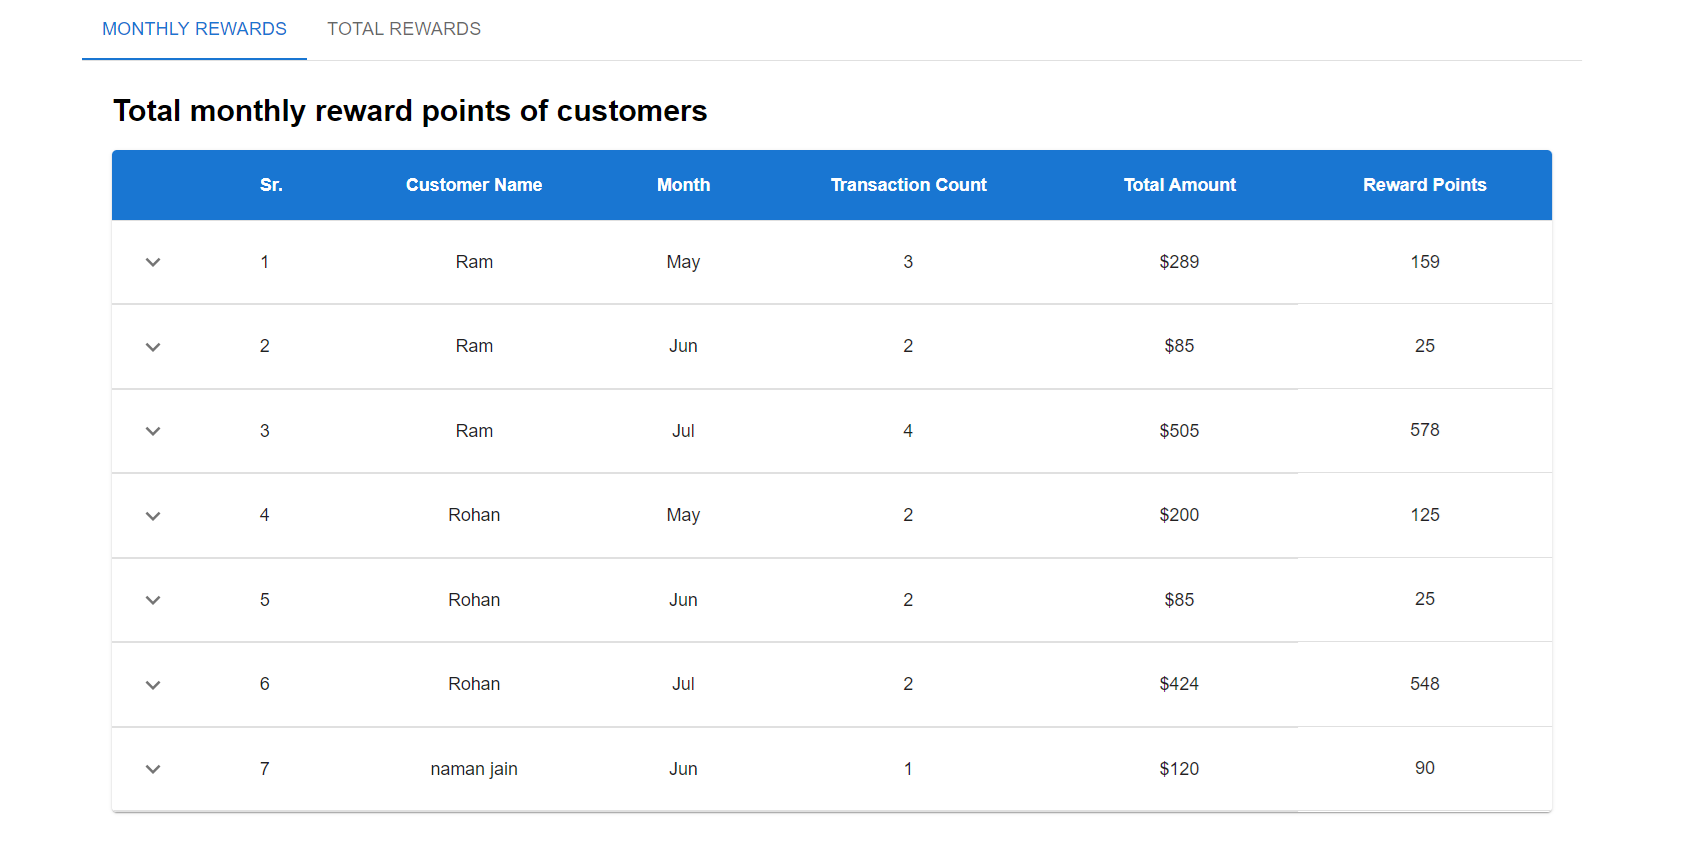 MONTHLY REWARDS TOTAL REWARDS
Total monthly reward points of customers
Sr. Customer Name Month Transaction Count Total Amount Reward Points
1 Ram May 3 $289 159
2 Ram Jun 2 $85 25
3 Ram Jul 4 $505 578
4 Rohan May 2 $200 125
5 Rohan Jun 2 $85 25
6 Rohan Jul 2 $424 548
7 naman jain Jun 1 $120 90